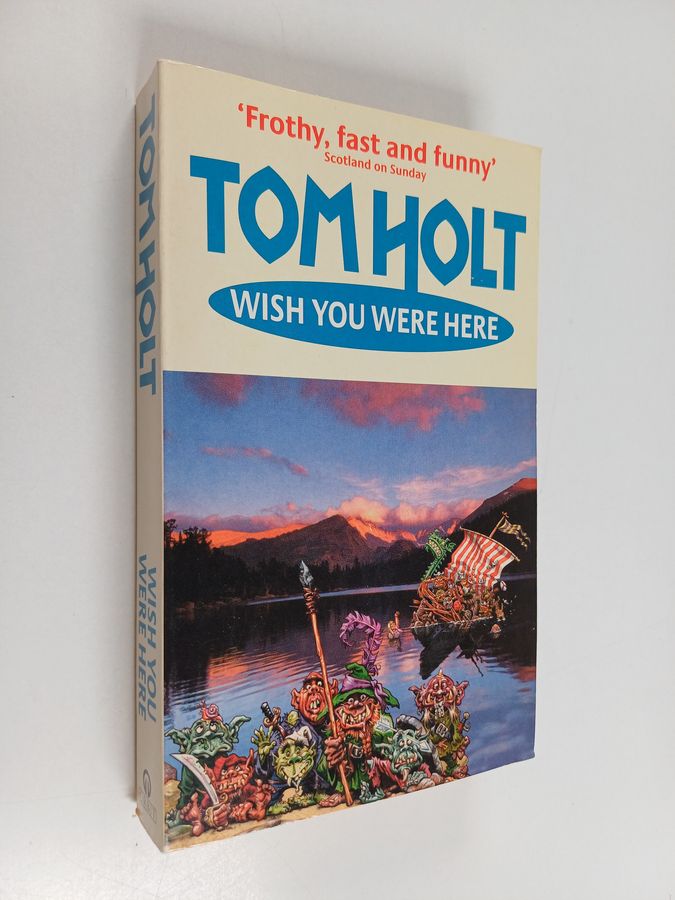 ‘Frothy, fast and funny’
Scotland on Sunday
TOM HOLT
WISH YOU WERE HERE
TOM HOLT
WISH YOU
WERE HERE